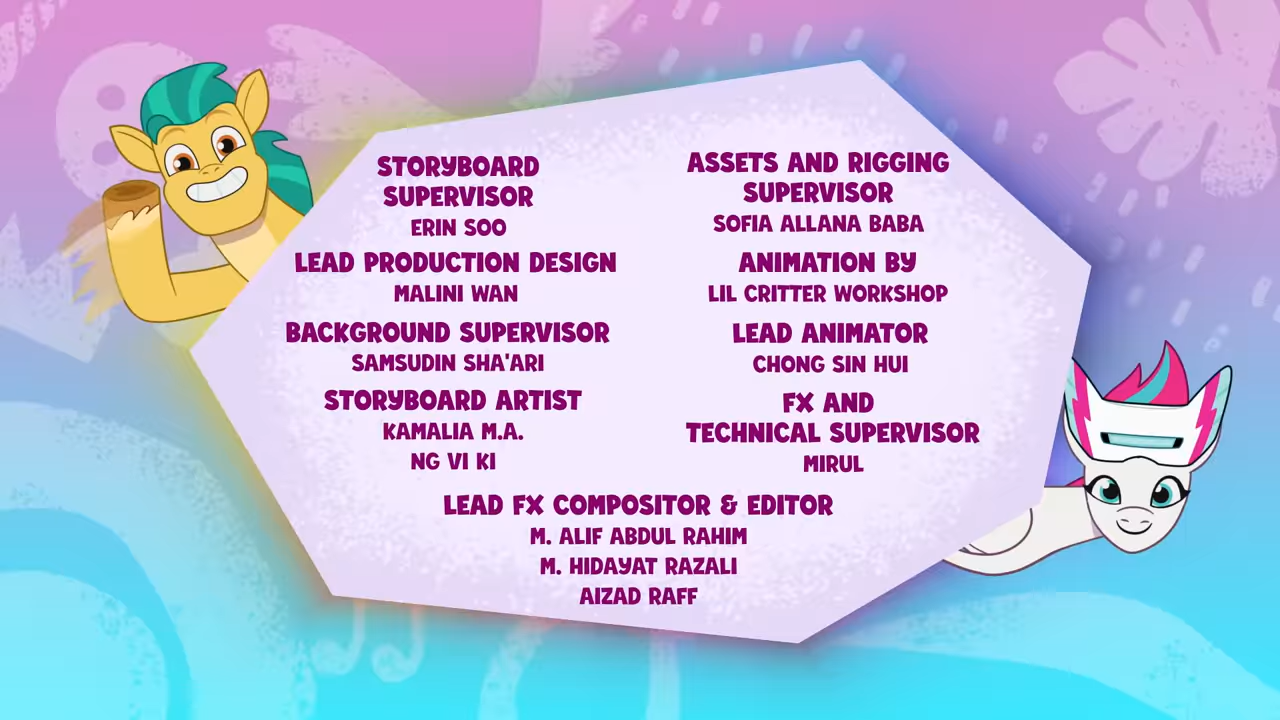 STORYBOARD
SUPERVISOR
ERIN SOO
LEAD PRODUCTION DESIGN
MALINI WAN
BACKGROUND SUPERVISOR
SAMSUDIN SHA'ARI
STORYBOARD ARTIST
KAMALIA M.A.
NG VI KI
ASSETS AND RIGGING
SUPERVISOR
SOFIA ALLANA BABA
ANIMATION BY
LIL CRITTER WORKSHOP
LEAD ANIMATOR
CHONG SIN HUI
FX AND
TECHNICAL SUPERVISOR
MIRUL
LEAD FX COMPOSITOR & EDITOR
M. ALIF ABDUL RAHIM
M. HIDAYAT RAZALI
AIZAD RAFF